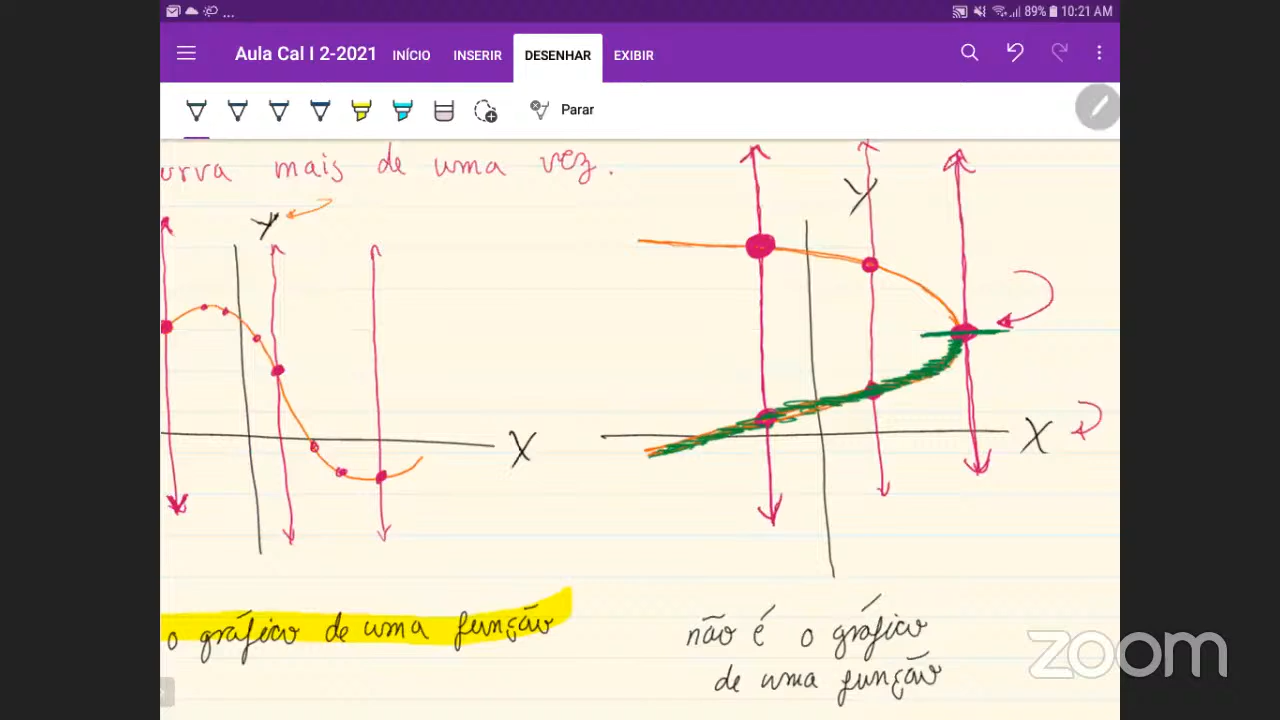 ... 89% 10:21 AM
Aula Cal I 2-2021 INÍCIO INSERIR DESENHAR EXIBIR
Parar
urva mais de uma vez.
Y
X
Y
X
o gráfico de uma função
não é o gráfico
de uma função
zoom